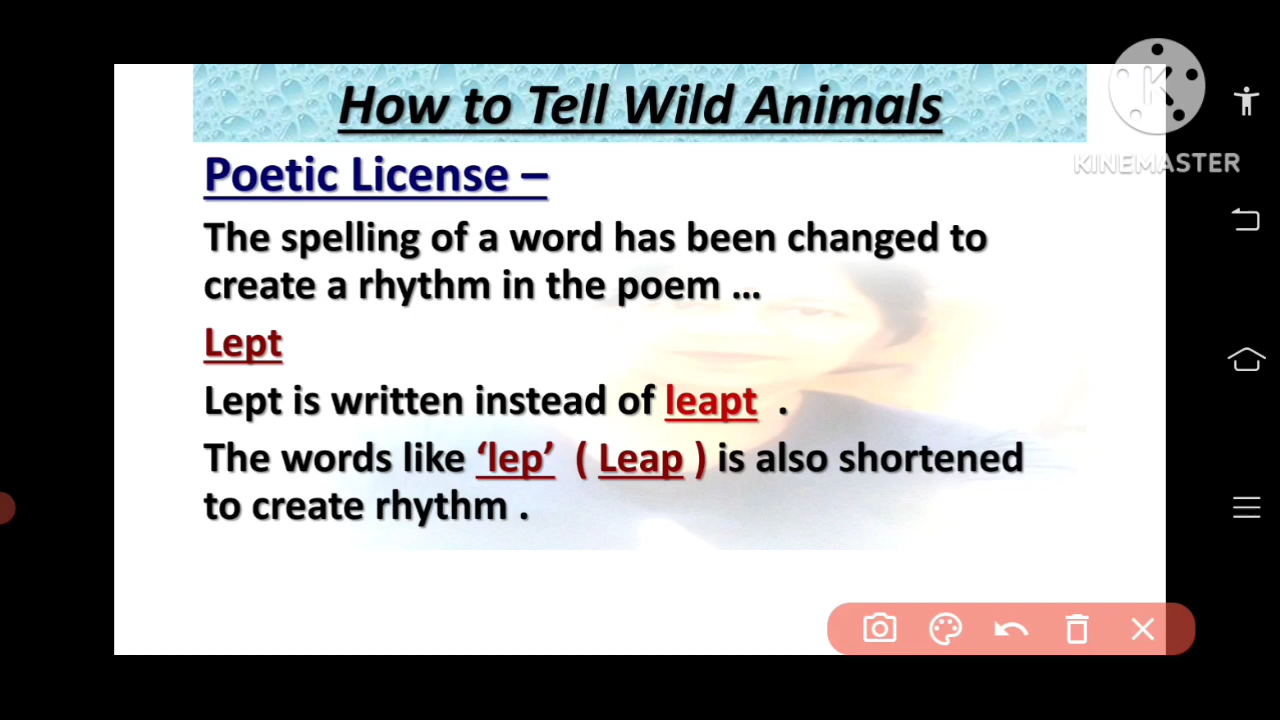 How to Tell Wild Animals
KINEMASTER
Poetic License –
The spelling of a word has been changed to
create a rhythm in the poem ...
Lept
Lept is written instead of leapt .
The words like ‘lep’ ( Leap ) is also shortened
to create rhythm .